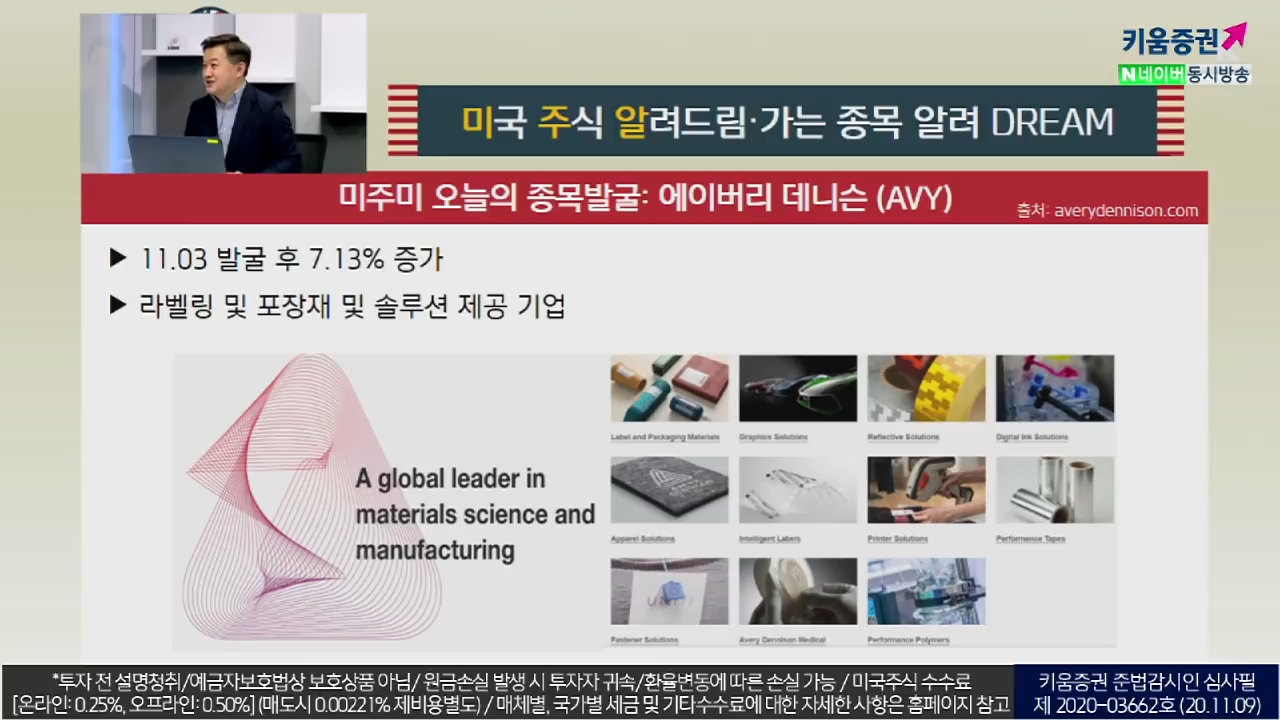 키움증권
N네이버 동시방송
미국 주식 알려드림·가는 종목 알려 DREAM
미주미 오늘의 종목발굴: 에이버리 데니슨 (AVY)
출처: averydennison.com
▶ 11.03 발굴 후 7.13% 증가
▶ 라벨링 및 포장재 및 솔루션 제공 기업
A global leader in
materials science and
manufacturing
Label and Packaging Materials
Graphics Solutions
Reflective Solutions
Digital Ink Solutions
Apparel Solutions
Intelligent Labels
Printer Solutions
Performance Tapes
Fastener Solutions
Avery Dennison Medical
Performance Polymers
*투자 전 설명청취/예금자보호법상 보호상품 아님/ 원금손실 발생 시 투자자 귀속/환율변동에 따른 손실 가능 / 미국주식 수수료
[온라인: 0.25%, 오프라인: 0.50%] (매도시 0.00221% 제비용별도) / 매체별, 국가별 세금 및 기타수수료에 대한 자세한 사항은 홈페이지 참고
키움증권 준법감시인 심사필
제 2020-03662호 (20.11.09)